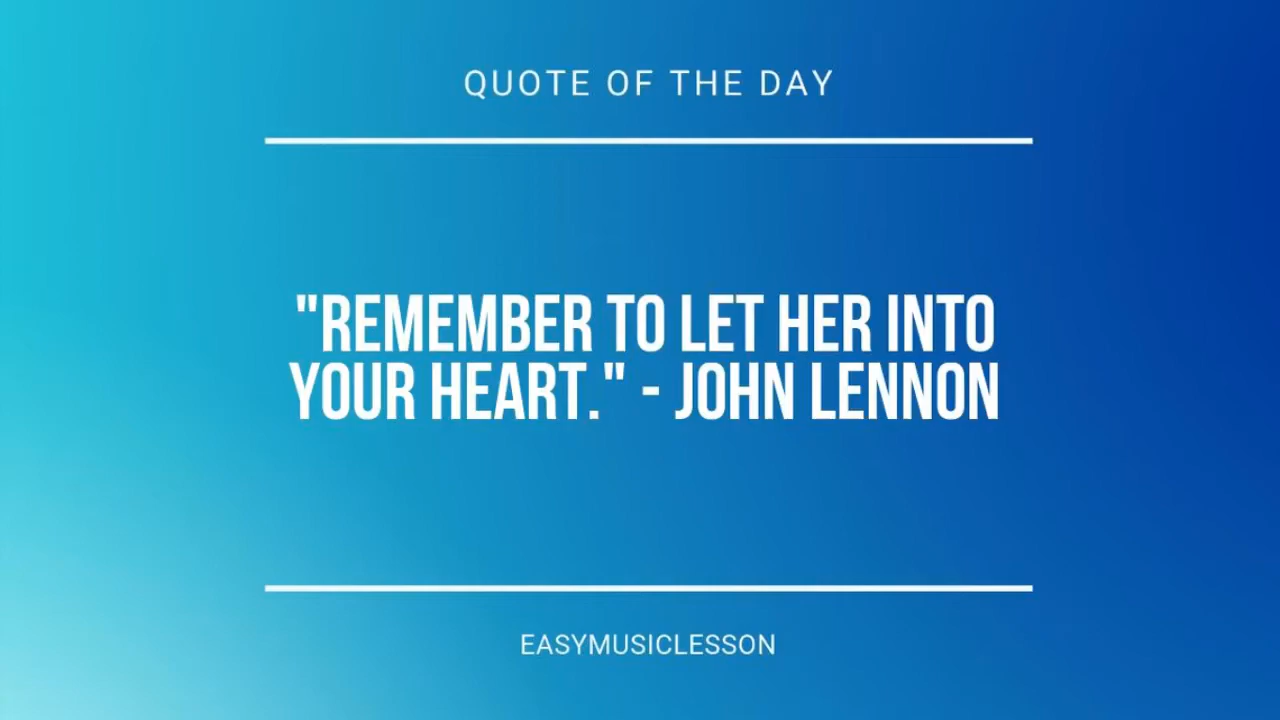 QUOTE OF THE DAY
"REMEMBER TO LET HER INTO
YOUR HEART." - JOHN LENNON
EASYMUSICLESSON